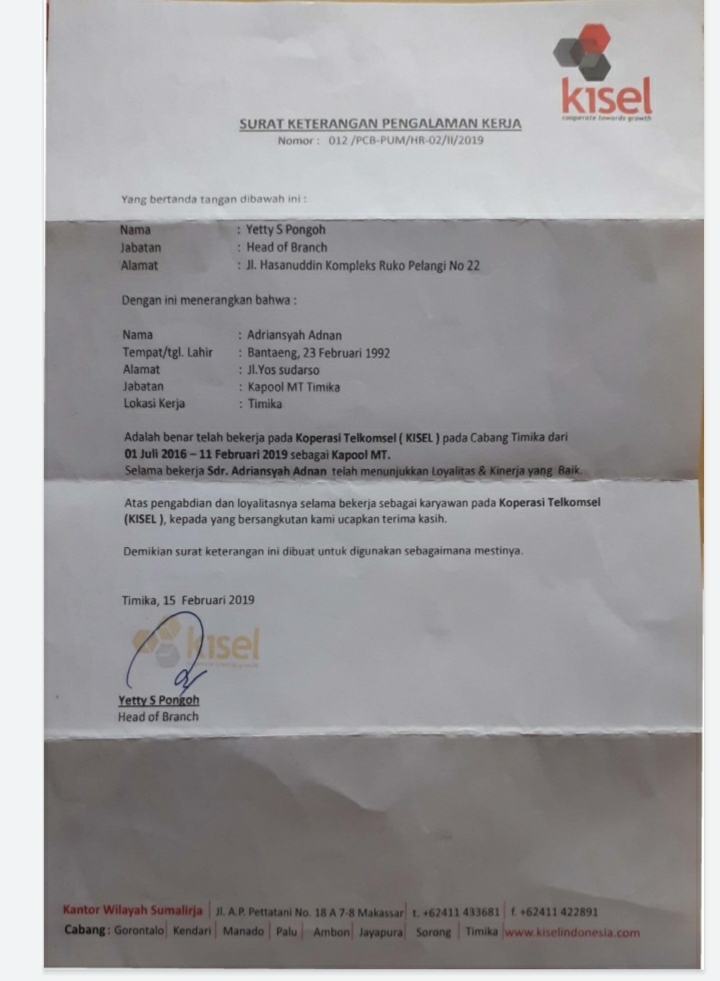 kisel
cooperate towards growth
SURAT KETERANGAN PENGALAMAN KERJA
Nomor : 012 /PCB-PUM/HR-02/II/2019
Yang bertanda tangan dibawah ini :
Nama : Yetty S Pongoh
Jabatan : Head of Branch
Alamat : Jl. Hasanuddin Kompleks Ruko Pelangi No 22
Dengan ini menerangkan bahwa :
Nama : Adriansyah Adnan
Tempat/tgl. Lahir : Bantaeng, 23 Februari 1992
Alamat : Jl.Yos sudarso
Jabatan : Kapool MT Timika
Lokasi Kerja : Timika
Adalah benar telah bekerja pada Koperasi Telkomsel ( KISEL ) pada Cabang Timika dari
01 Juli 2016 – 11 Februari 2019 sebagai Kapool MT.
Selama bekerja Sdr. Adriansyah Adnan telah menunjukkan Loyalitas & Kinerja yang Baik.
Atas pengabdian dan loyalitasnya selama bekerja sebagai karyawan pada Koperasi Telkomsel
(KISEL ), kepada yang bersangkutan kami ucapkan terima kasih.
Demikian surat keterangan ini dibuat untuk digunakan sebagaimana mestinya.
Timika, 15 Februari 2019
kisel
Yetty S Pongoh
Head of Branch
Kantor Wilayah Sumalirja | Jl. A.P. Pettatani No. 18 A 7-8 Makassar | t. +62411 433681 | f. +62411 422891
Cabang : Gorontalo | Kendari | Manado | Palu | Ambon | Jayapura | Sorong | Timika | www.kiselindonesia.com